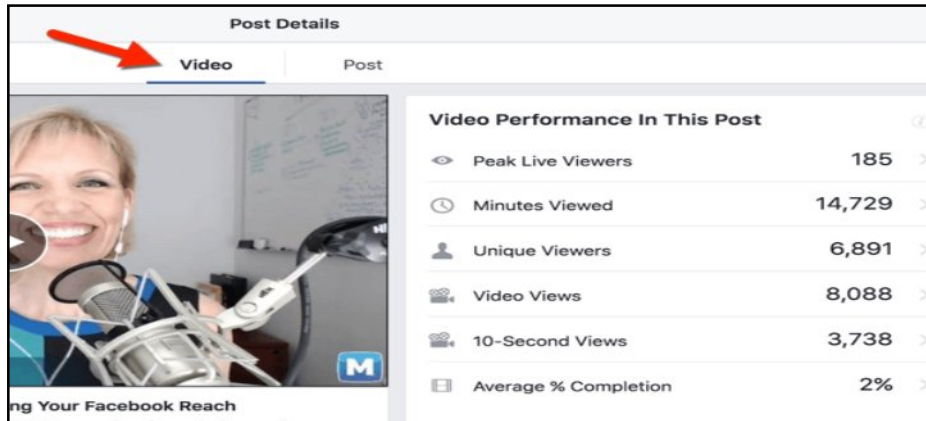 Post Details
Video Post
Video Performance In This Post
Peak Live Viewers 185
Minutes Viewed 14,729
Unique Viewers 6,891
Video Views 8,088
10-Second Views 3,738
Average % Completion 2%
M
ng Your Facebook Reach